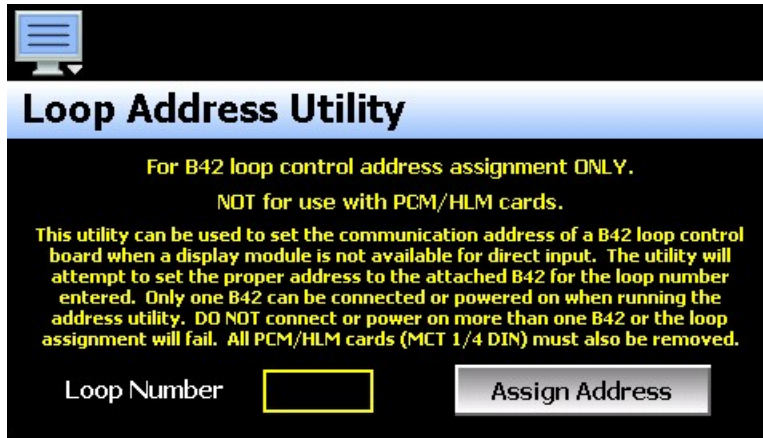 Loop Address Utility
For B42 loop control address assignment ONLY.
NOT for use with PCM/HLM cards.
This utility can be used to set the communication address of a B42 loop control
board when a display module is not available for direct input.  The utility will
attempt to set the proper address to the attached B42 for the loop number
entered.  Only one B42 can be connected or powered on when running the
address utility.  DO NOT connect or power on more than one B42 or the loop
assignment will fail.  All PCM/HLM cards (MCT 1/4 DIN) must also be removed.
Loop Number
Assign Address